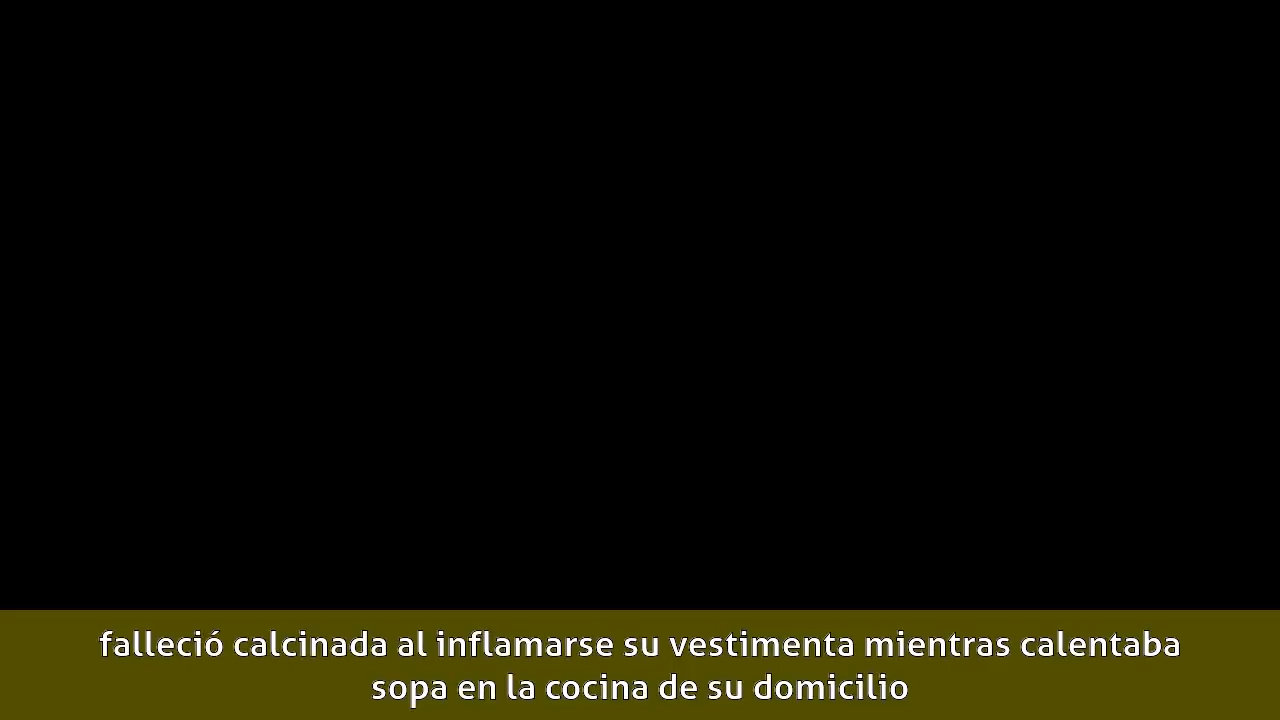 falleció calcinada al inflamarse su vestimenta mientras calentaba
sopa en la cocina de su domicilio